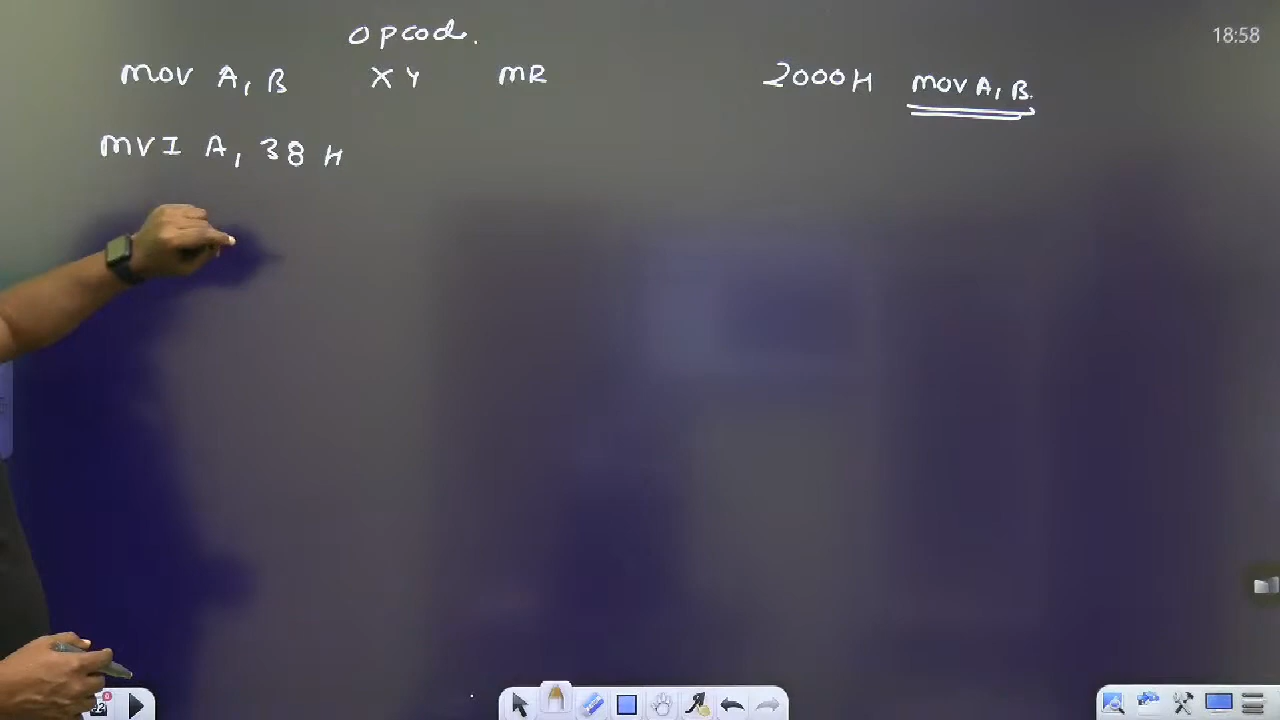 opcod.
MOV A, B XY MR 2000H MOV A, B.
MVI A, 38 H
18:58